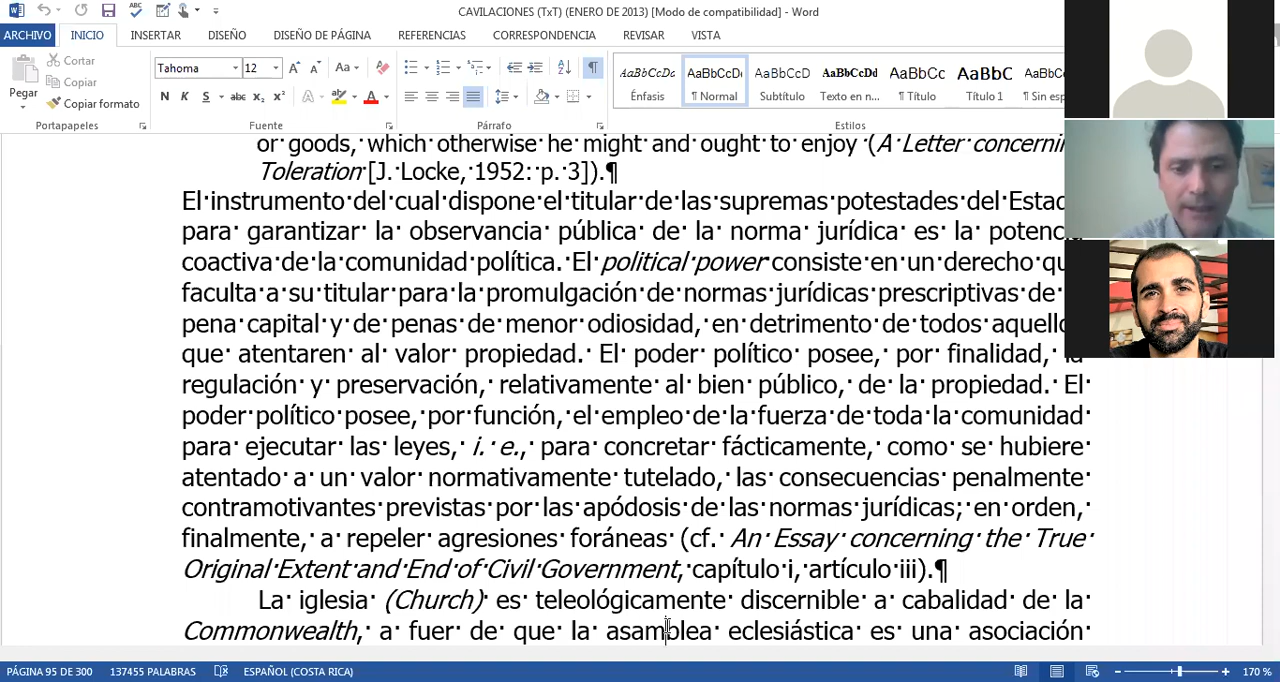 CAVILACIONES (TxT) (ENERO DE 2013) [Modo de compatibilidad] - Word
ARCHIVO INICIO INSERTAR DISEÑO DISEÑO DE PÁGINA REFERENCIAS CORRESPONDENCIA REVISAR VISTA
Pegar
Cortar
Copiar
Copiar formato
Portapapeles
Tahoma 12
Fuente
Párrafo
AaBbCcDc AaBbCcDc AaBbCcD AaBbCcDd AaBbCc AaBbC AaBbCc
Énfasis ¶ Normal Subtítulo Texto en n... ¶ Título Título 1 ¶ Sin esp
Estilos
or goods, which otherwise he might and ought to enjoy (A Letter concerni
Toleration [J. Locke, 1952: p. 3]).¶
El instrumento del cual dispone el titular de las supremas potestades del Estad
para garantizar la observancia pública de la norma jurídica es la potencia
coactiva de la comunidad política. El political power consiste en un derecho qu
faculta a su titular para la promulgación de normas jurídicas prescriptivas de
pena capital y de penas de menor odiosidad, en detrimento de todos aquello
que atentaren al valor propiedad. El poder político posee, por finalidad, la
regulación y preservación, relativamente al bien público, de la propiedad. El
poder político posee, por función, el empleo de la fuerza de toda la comunidad
para ejecutar las leyes, i. e., para concretar fácticamente, como se hubiere
atentado a un valor normativamente tutelado, las consecuencias penalmente
contramotivantes previstas por las apódosis de las normas jurídicas; en orden,
finalmente, a repeler agresiones foráneas (cf. An Essay concerning the True
Original Extent and End of Civil Government, capítulo i, artículo iii).¶
La iglesia (Church) es teleológicamente discernible a cabalidad de la
Commonwealth, a fuer de que la asamblea eclesiástica es una asociación
PÁGINA 95 DE 300 137455 PALABRAS ESPAÑOL (COSTA RICA) 170 %